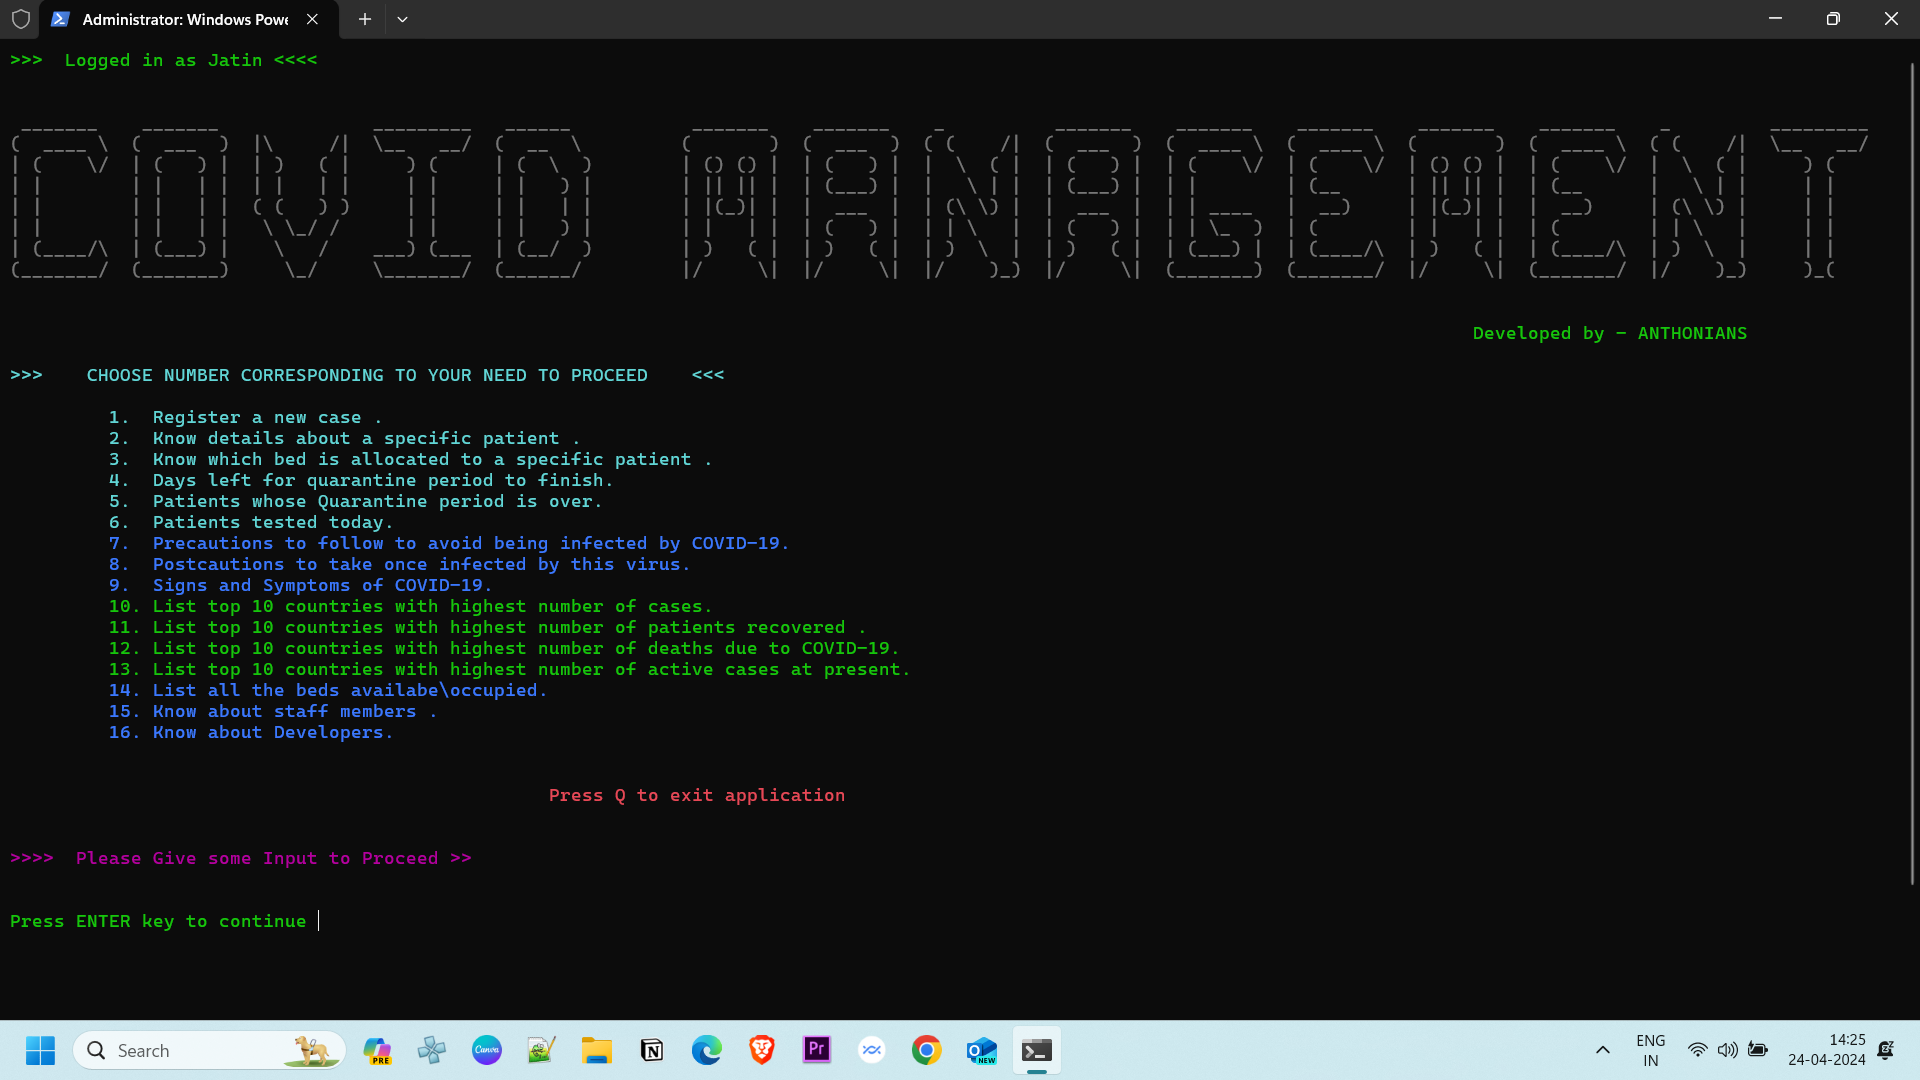 Administrator: Windows Powe
>>>  Logged in as Jatin <<<<
COVID MANAGEMENT
Developed by - ANTHONIANS
>>>    CHOOSE NUMBER CORRESPONDING TO YOUR NEED TO PROCEED    <<<
1.  Register a new case .
2.  Know details about a specific patient .
3.  Know which bed is allocated to a specific patient .
4.  Days left for quarantine period to finish.
5.  Patients whose Quarantine period is over.
6.  Patients tested today.
7.  Precautions to follow to avoid being infected by COVID-19.
8.  Postcautions to take once infected by this virus.
9.  Signs and Symptoms of COVID-19.
10. List top 10 countries with highest number of cases.
11. List top 10 countries with highest number of patients recovered .
12. List top 10 countries with highest number of deaths due to COVID-19.
13. List top 10 countries with highest number of active cases at present.
14. List all the beds availabe\occupied.
15. Know about staff members .
16. Know about Developers.
Press Q to exit application
>>>>  Please Give some Input to Proceed >>
Press ENTER key to continue
Search
PRE
Canva
Pr
NEW
ENG
IN
14:25
24-04-2024